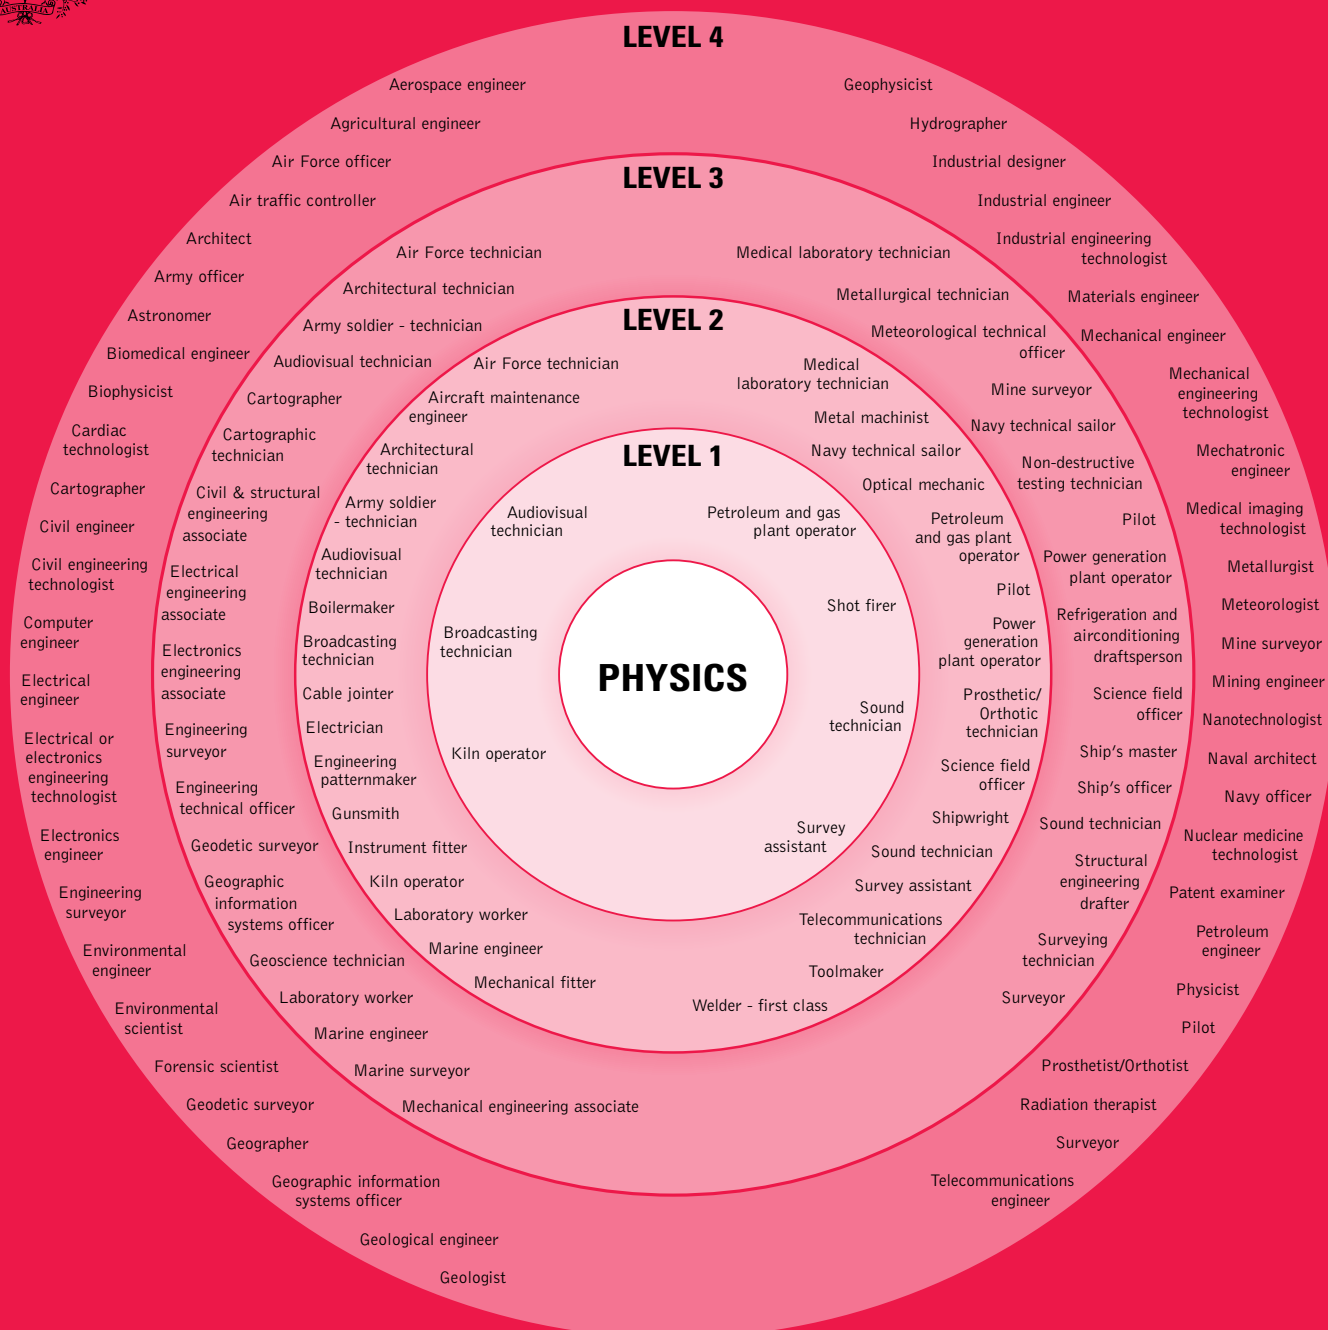 AUSTRALIA
LEVEL 4
Aerospace engineer
Agricultural engineer
Air Force officer
Air traffic controller
Architect
Army officer
Astronomer
Biomedical engineer
Biophysicist
Cardiac
technologist
Cartographer
Civil engineer
Civil engineering
technologist
Computer
engineer
Electrical
engineer
Electrical or
electronics
engineering
technologist
Electronics
engineer
Engineering
surveyor
Environmental
engineer
Environmental
scientist
Forensic scientist
Geodetic surveyor
Geographer
Geographic information
systems officer
Geological engineer
Geologist
Geophysicist
Hydrographer
Industrial designer
Industrial engineer
Industrial engineering
technologist
Materials engineer
Mechanical engineer
Mechanical
engineering
technologist
Mechatronic
engineer
Medical imaging
technologist
Metallurgist
Meteorologist
Mine surveyor
Mining engineer
Nanotechnologist
Naval architect
Navy officer
Nuclear medicine
technologist
Patent examiner
Petroleum
engineer
Physicist
Pilot
Prosthetist/Orthotist
Radiation therapist
Surveyor
Telecommunications
engineer
LEVEL 3
Air Force technician
Architectural technician
Army soldier - technician
Audiovisual technician
Cartographer
Cartographic
technician
Civil & structural
engineering
associate
Electrical
engineering
associate
Electronics
engineering
associate
Engineering
surveyor
Engineering
technical officer
Geodetic surveyor
Geographic
information
systems officer
Geoscience technician
Laboratory worker
Marine engineer
Marine surveyor
Mechanical engineering associate
Medical laboratory technician
Metallurgical technician
Meteorological technical
officer
Mine surveyor
Navy technical sailor
Non-destructive
testing technician
Pilot
Power generation
plant operator
Refrigeration and
airconditioning
draftsperson
Science field
officer
Ship's master
Ship's officer
Sound technician
Structural
engineering
drafter
Surveying
technician
Surveyor
LEVEL 2
Air Force technician
Aircraft maintenance
engineer
Architectural
technician
Army soldier
- technician
Audiovisual
technician
Boilermaker
Broadcasting
technician
Cable jointer
Electrician
Engineering
patternmaker
Gunsmith
Instrument fitter
Kiln operator
Laboratory worker
Marine engineer
Mechanical fitter
Medical
laboratory technician
Metal machinist
Navy technical sailor
Optical mechanic
Petroleum
and gas plant
operator
Pilot
Power
generation
plant operator
Prosthetic/
Orthotic
technician
Science field
officer
Shipwright
Sound technician
Survey assistant
Telecommunications
technician
Toolmaker
Welder - first class
LEVEL 1
Audiovisual
technician
Broadcasting
technician
Kiln operator
Petroleum and gas
plant operator
Shot firer
Sound
technician
Survey
assistant
PHYSICS